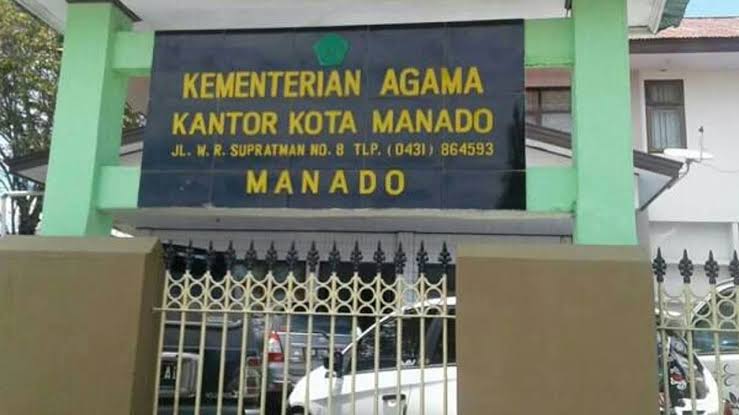 KEMENTERIAN AGAMA
KANTOR KOTA MANADO
JL. W. R. SUPRATMAN NO. 8 TLP. (0431) 864593
MANADO